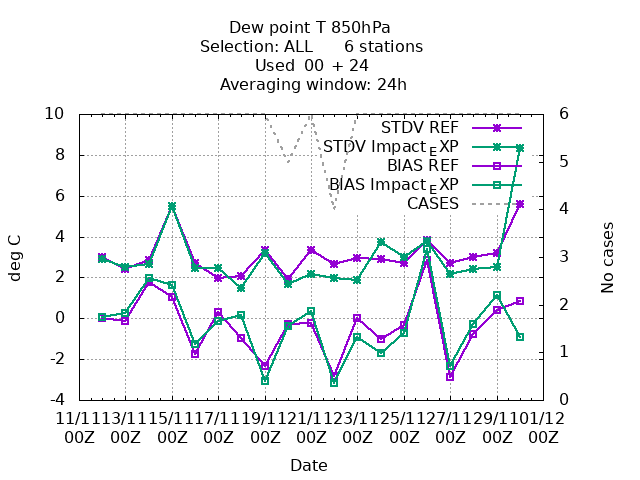 Dew point T 850hPa
Selection: ALL 6 stations
Used 00 + 24
Averaging window: 24h
10
8
6
4
2
0
-2
-4
deg C
6
5
4
3
2
1
0
No cases
STDV REF
STDV Impact_EXP
BIAS REF
BIAS Impact_EXP
CASES
11/11 13/11 15/11 17/11 19/11 21/11 23/11 25/11 27/11 29/11 01/12
00Z 00Z 00Z 00Z 00Z 00Z 00Z 00Z 00Z 00Z 00Z
Date